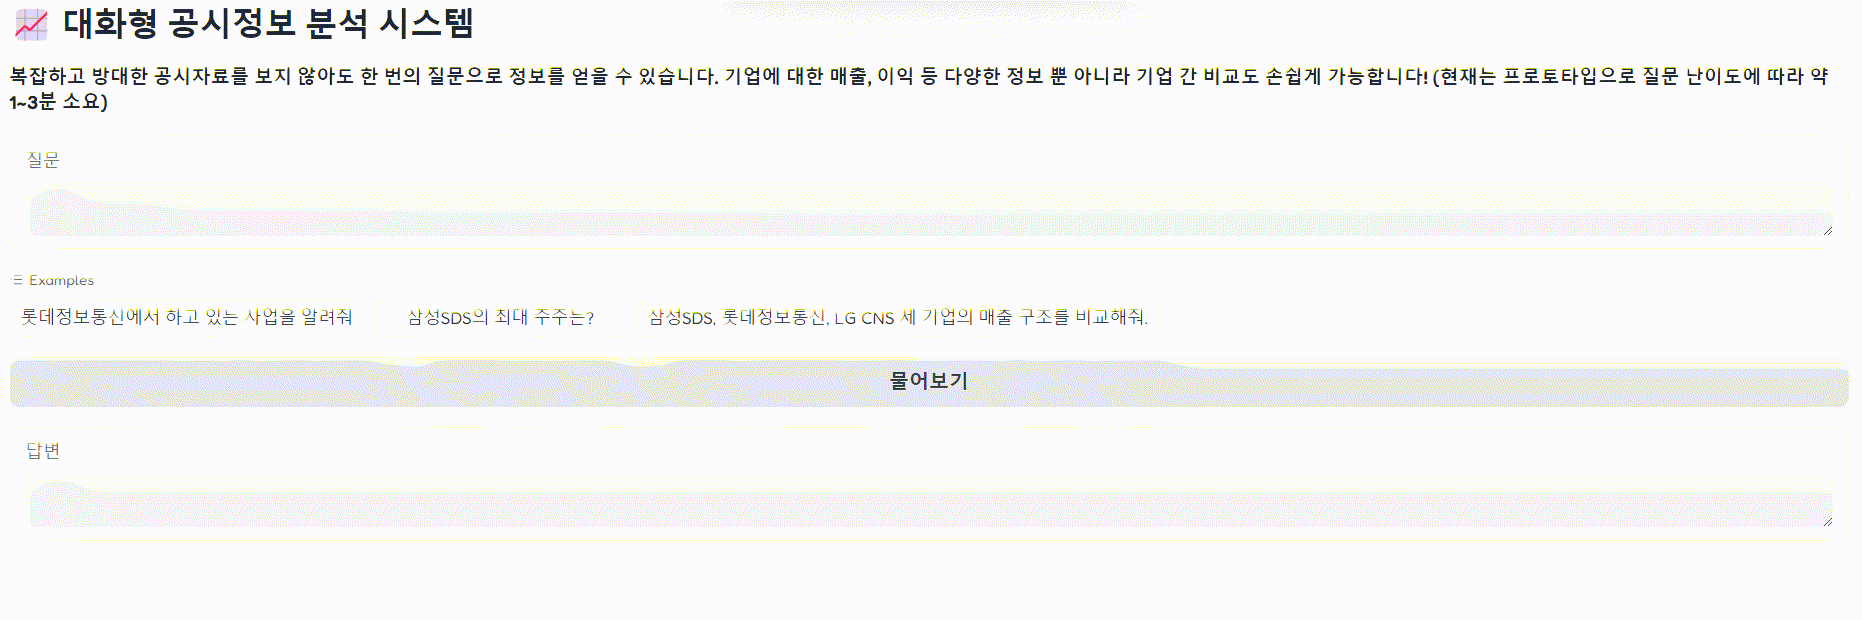 대화형 공시정보 분석 시스템
복잡하고 방대한 공시자료를 보지 않아도 한 번의 질문으로 정보를 얻을 수 있습니다. 기업에 대한 매출, 이익 등 다양한 정보 뿐 아니라 기업 간 비교도 손쉽게 가능합니다! (현재는 프로토타입으로 질문 난이도에 따라 약
1~3분 소요)
질문
Examples
롯데정보통신에서 하고 있는 사업을 알려줘
삼성SDS의 최대 주주는?
삼성SDS, 롯데정보통신, LG CNS 세 기업의 매출 구조를 비교해줘.
물어보기
답변